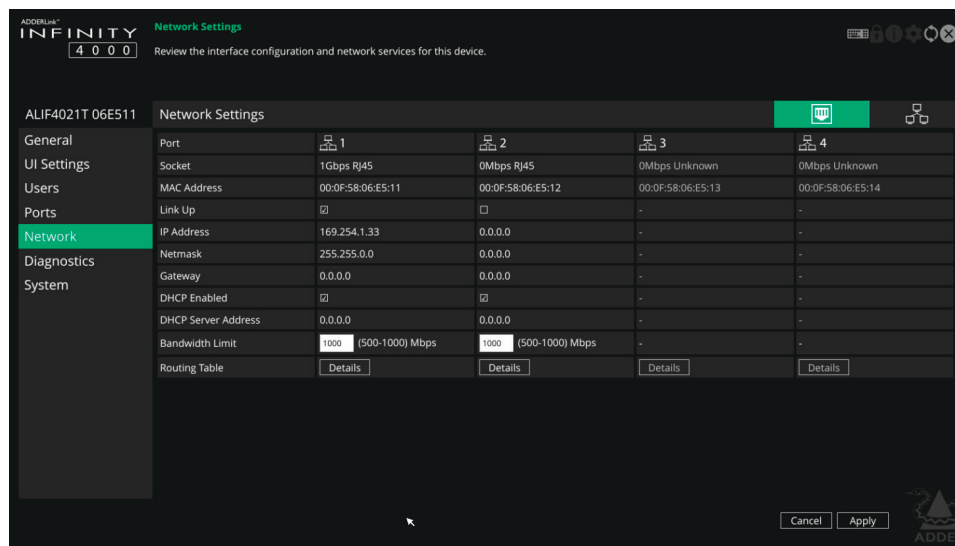 ADDERLink™
INFINITY
4000
Network Settings
Review the interface configuration and network services for this device.
ALIF4021T 06E511
Network Settings
General
UI Settings
Users
Ports
Network
Diagnostics
System
Port 1 2 3 4
Socket 1Gbps RJ45 0Mbps RJ45 0Mbps Unknown 0Mbps Unknown
MAC Address 00:0F:58:06:E5:11 00:0F:58:06:E5:12 00:0F:58:06:E5:13 00:0F:58:06:E5:14
Link Up ☑ ☐ - -
IP Address 169.254.1.33 0.0.0.0 - -
Netmask 255.255.0.0 0.0.0.0 - -
Gateway 0.0.0.0 0.0.0.0 - -
DHCP Enabled ☑ ☑ - -
DHCP Server Address 0.0.0.0 0.0.0.0 - -
Bandwidth Limit 1000 (500-1000) Mbps 1000 (500-1000) Mbps - -
Routing Table Details Details Details Details
Cancel Apply
ADDE